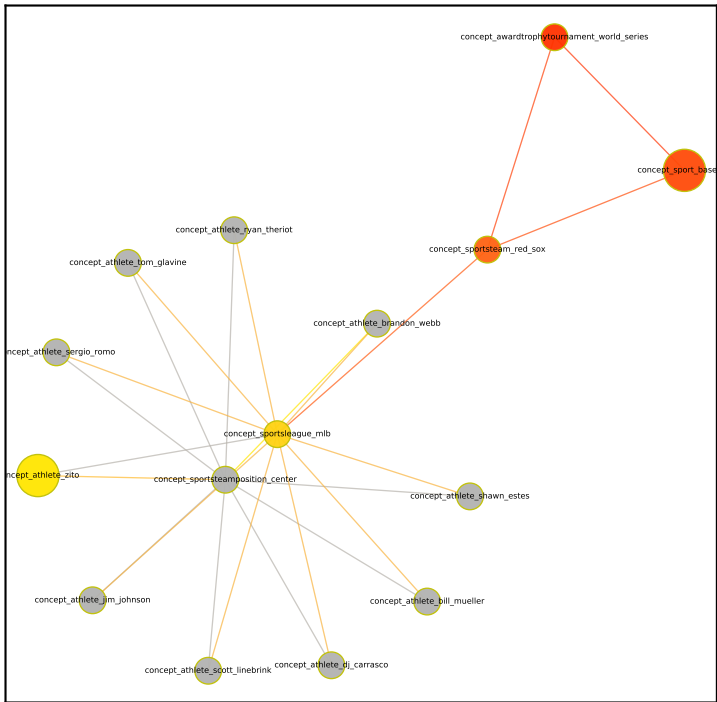 concept_awardtrophytournament_world_series
concept_sport_base
concept_athlete_ryan_theriot
concept_sportsteam_red_sox
concept_athlete_tom_glavine
concept_athlete_brandon_webb
ncept_athlete_sergio_romo
concept_sportsleague_mlb
ncept_athlete_zito
concept_sportsteamposition_center
concept_athlete_shawn_estes
concept_athlete_jim_johnson
concept_athlete_bill_mueller
concept_athlete_scott_linebrink
concept_athlete_dj_carrasco